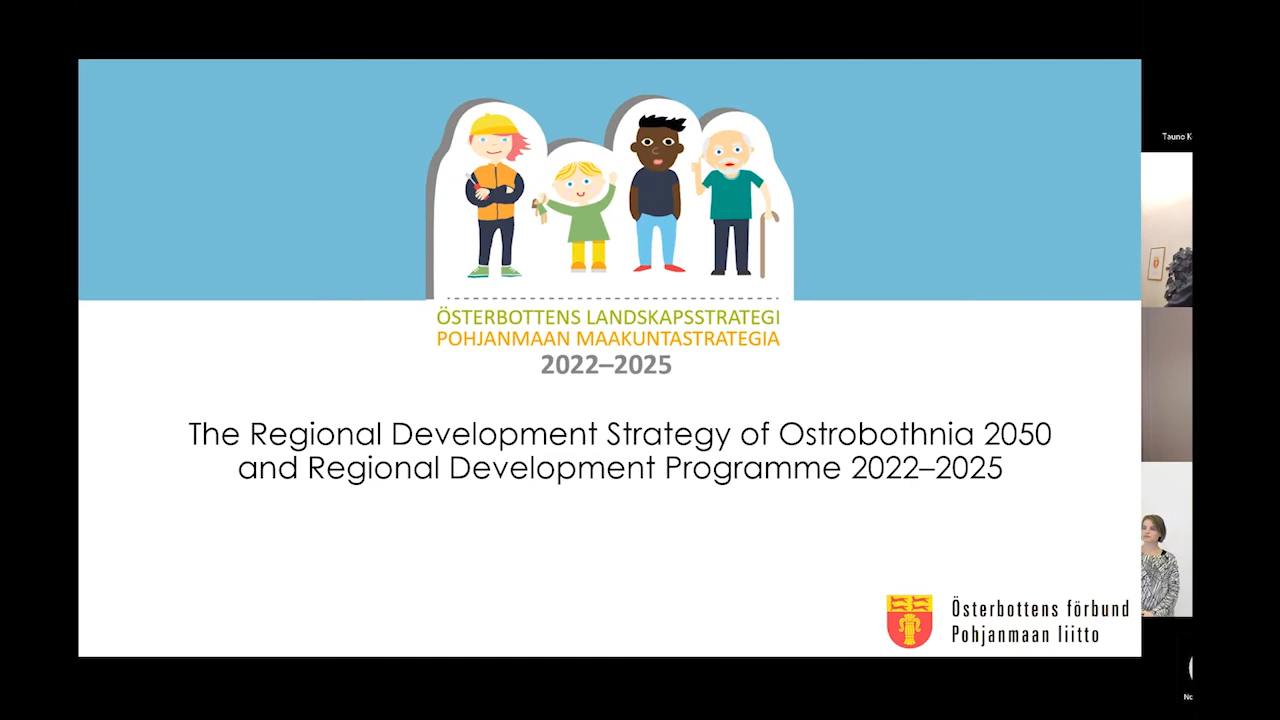 ÖSTERBOTTENS LANDSKAPSSTRATEGI
POHJANMAAN MAAKUNTASTRATEGIA
2022–2025
The Regional Development Strategy of Ostrobothnia 2050
and Regional Development Programme 2022–2025
Österbottens förbund
Pohjanmaan liitto
Tauno K